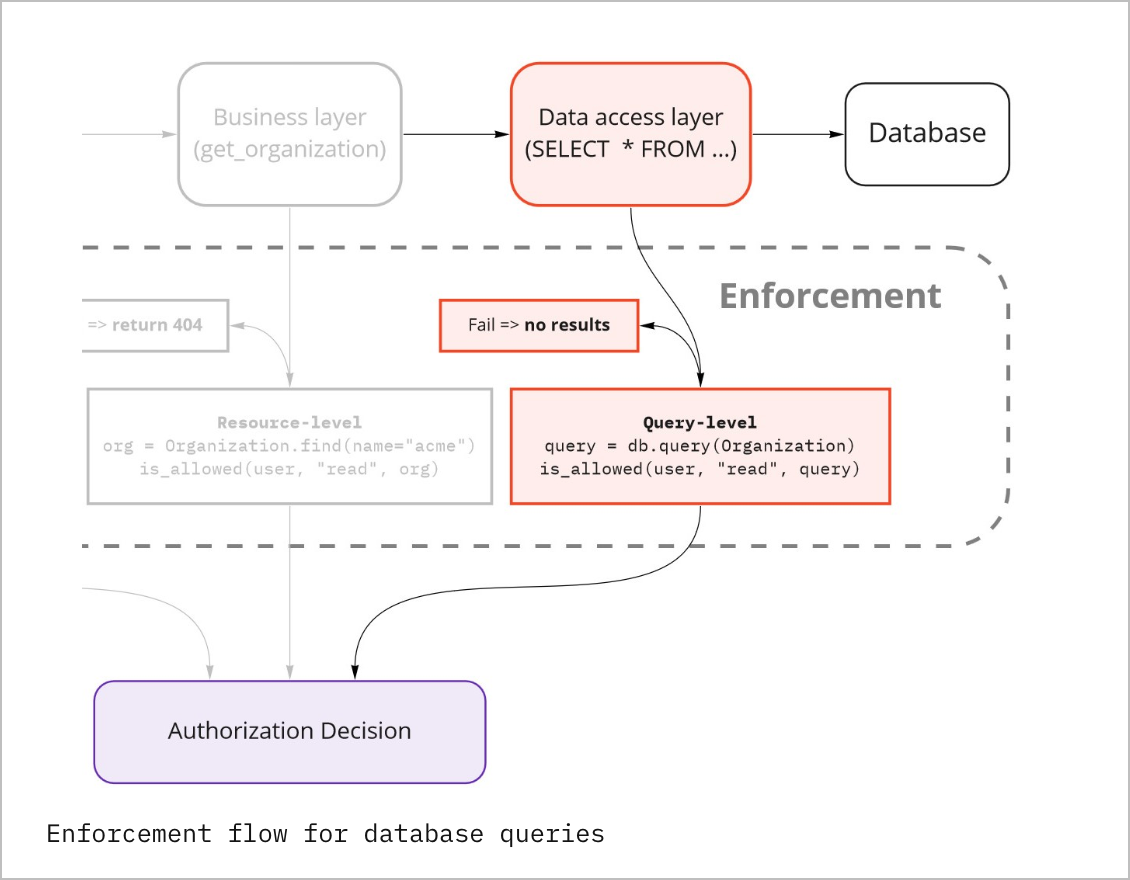 Business layer
(get_organization)
Data access layer
(SELECT * FROM ...)
Database
Enforcement
=> return 404
Fail => no results
Resource-level
org = Organization.find(name="acme")
is_allowed(user, "read", org)
Query-level
query = db.query(Organization)
is_allowed(user, "read", query)
Authorization Decision
Enforcement flow for database queries